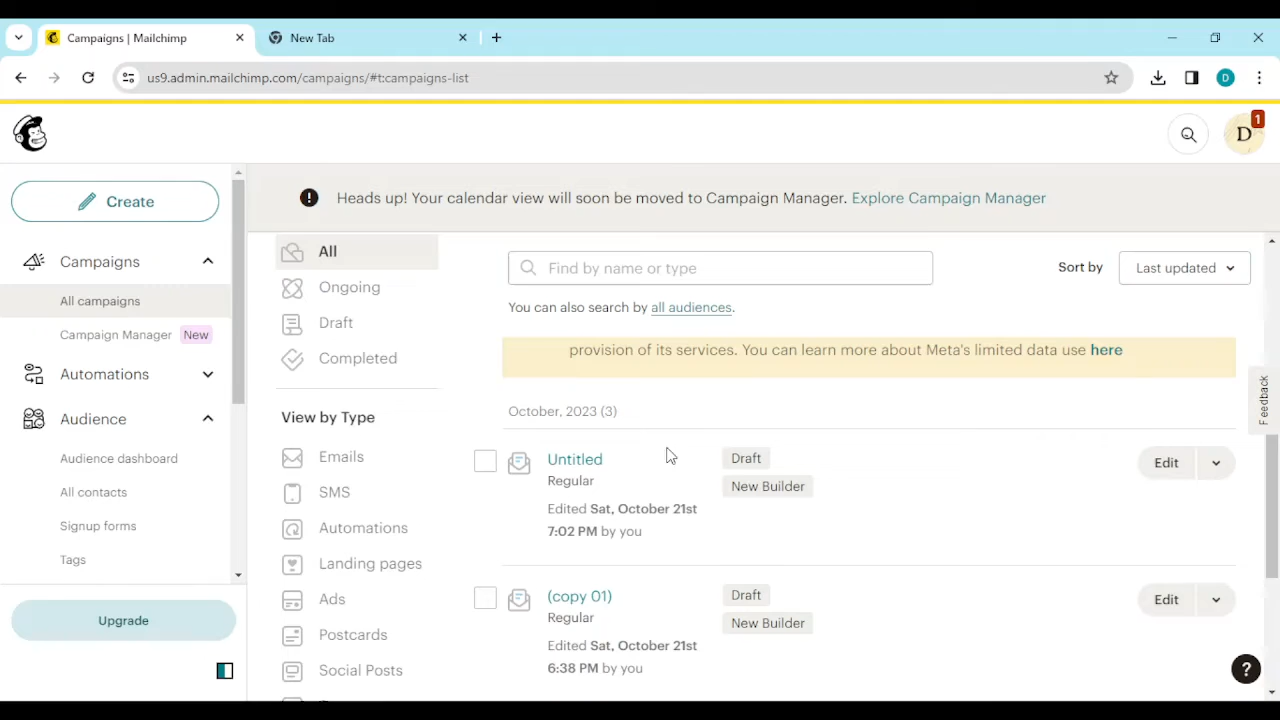 Campaigns | Mailchimp
New Tab
us9.admin.mailchimp.com/campaigns/#t:campaigns-list
D
D
1
Create
Heads up! Your calendar view will soon be moved to Campaign Manager. Explore Campaign Manager
Campaigns
All campaigns
Campaign Manager New
Automations
Audience
Audience dashboard
All contacts
Signup forms
Tags
Upgrade
All
Ongoing
Draft
Completed
View by Type
Emails
SMS
Automations
Landing pages
Ads
Postcards
Social Posts
Find by name or type
Sort by
Last updated
You can also search by all audiences.
provision of its services. You can learn more about Meta's limited data use here
October, 2023 (3)
Untitled
Regular
Edited Sat, October 21st
7:02 PM by you
Draft
New Builder
Edit
(copy 01)
Regular
Edited Sat, October 21st
6:38 PM by you
Draft
New Builder
Edit
Feedback
?